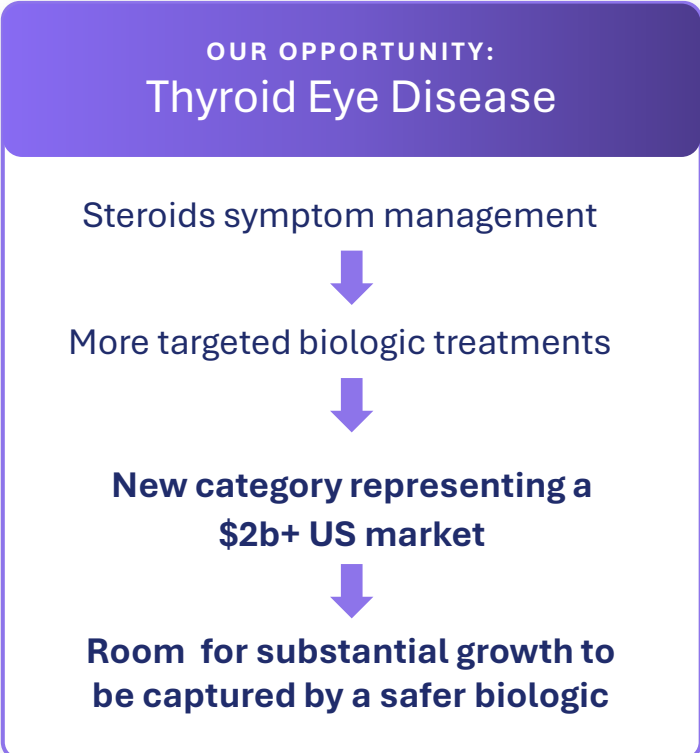 OUR OPPORTUNITY:
Thyroid Eye Disease
Steroids symptom management
More targeted biologic treatments
New category representing a
$2b+ US market
Room  for substantial growth to
be captured by a safer biologic